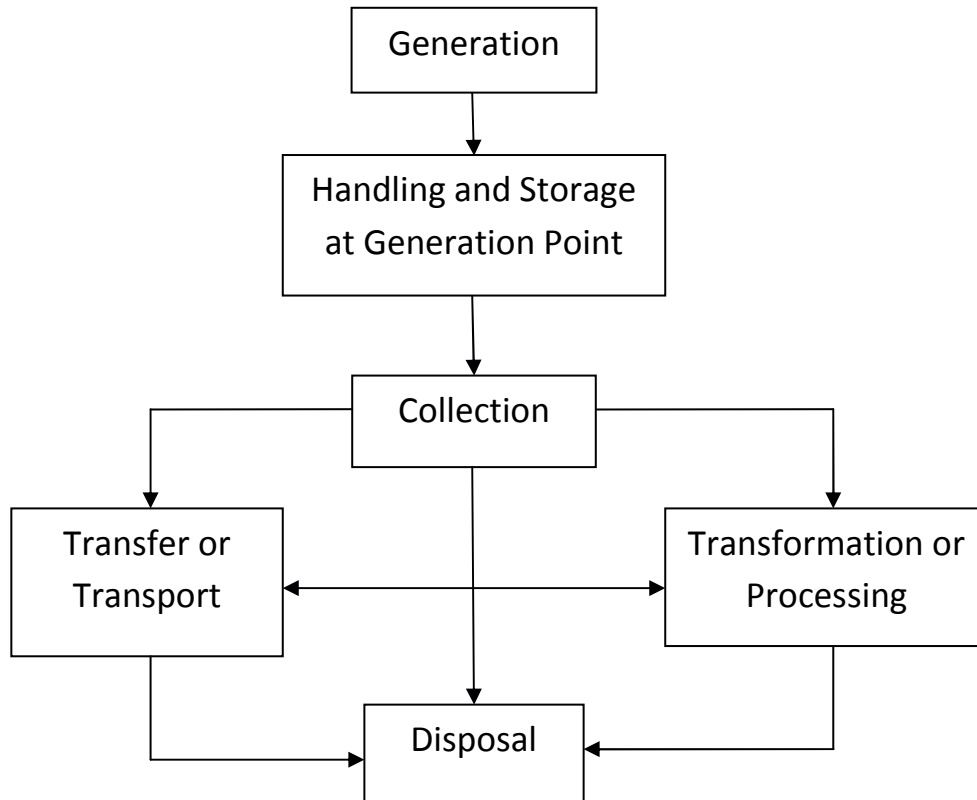 Generation
Handling and Storage
at Generation Point
Collection
Transfer or
Transport
Transformation or
Processing
Disposal